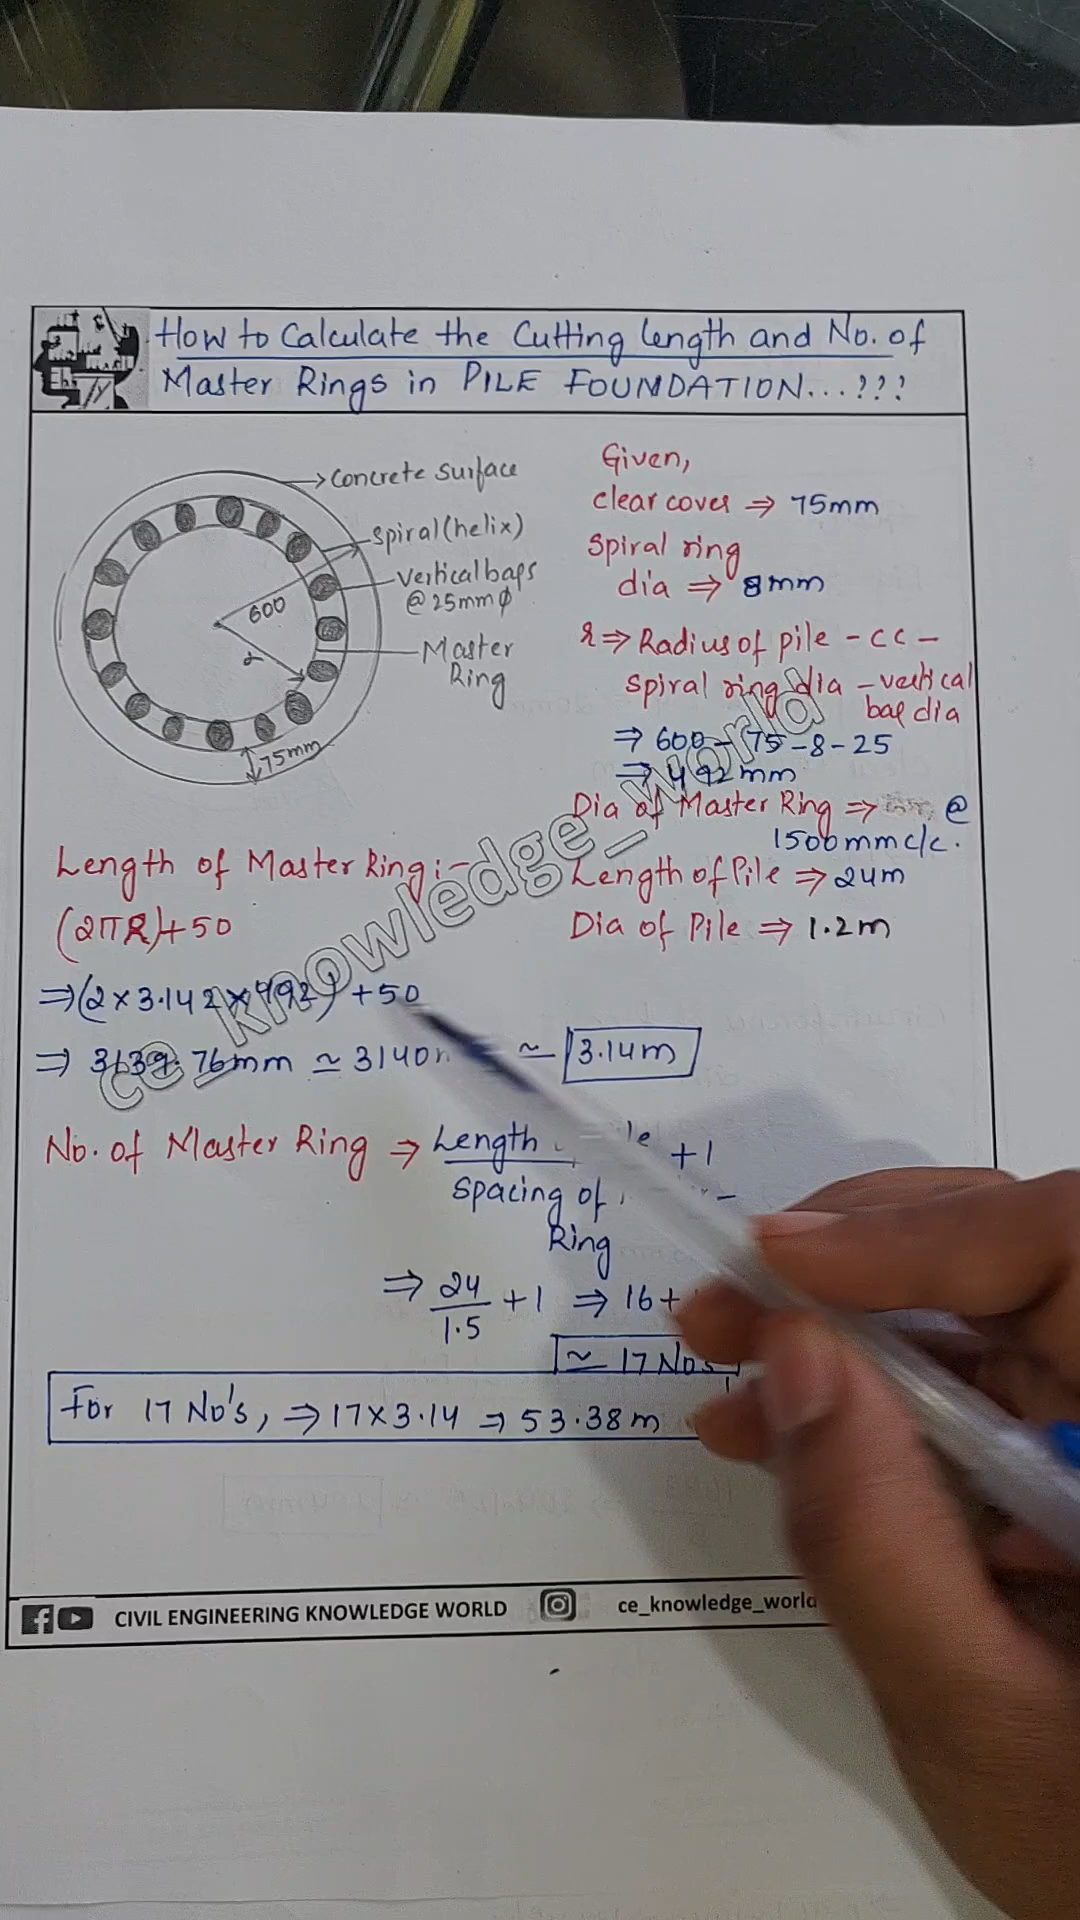 How to Calculate the Cutting length and No. of
Master Rings in PILE FOUNDATION...???
Concrete Surface
Spiral (helix)
Vertical bars
@ 25mm ϕ
Master
Ring
600
r
75mm
Given,
Clear cover ⇒ 75mm
Spiral ring
dia ⇒ 8mm
r ⇒ Radius of pile - CC -
Spiral ring dia - vertical
bar dia
⇒ 600 - 75 - 8 - 25
⇒ 492mm
Dia of Master Ring ⇒ @
1500mm c/c.
Length of Pile ⇒ 24m
Dia of Pile ⇒ 1.2m
Length of Master Ring :-
(2πR)+50
⇒ (2 × 3.142 × 492) + 50
⇒ 3139.76mm ≃ 3140 ≃ 3.14m
No. of Master Ring ⇒ Length +1
Spacing of
Ring
⇒ 24/1.5 + 1 ⇒ 16+
≃ 17 Nos
For 17 No's, ⇒ 17 × 3.14 ⇒ 53.38m
CIVIL ENGINEERING KNOWLEDGE WORLD ce_knowledge_world
ce_knowledge_world